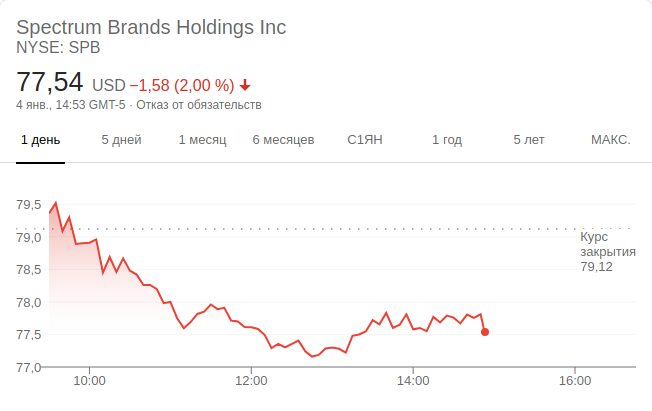 Spectrum Brands Holdings Inc
NYSE: SPB
77,54 USD −1,58 (2,00 %)
4 янв., 14:53 GMT-5 · Отказ от обязательств
1 день 5 дней 1 месяц 6 месяцев С1ЯН 1 год 5 лет МАКС.
79,5
79,0
78,5
78,0
77,5
77,0
Курс
закрытия
79,12
10:00 12:00 14:00 16:00